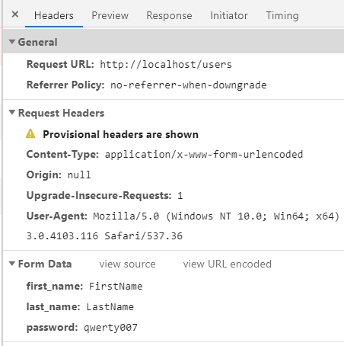 × Headers Preview Response Initiator Timing
▼ General
Request URL: http://localhost/users
Referrer Policy: no-referrer-when-downgrade
▼ Request Headers
Provisional headers are shown
Content-Type: application/x-www-form-urlencoded
Origin: null
Upgrade-Insecure-Requests: 1
User-Agent: Mozilla/5.0 (Windows NT 10.0; Win64; x64)
3.0.4103.116 Safari/537.36
▼ Form Data view source view URL encoded
first_name: FirstName
last_name: LastName
password: qwerty007